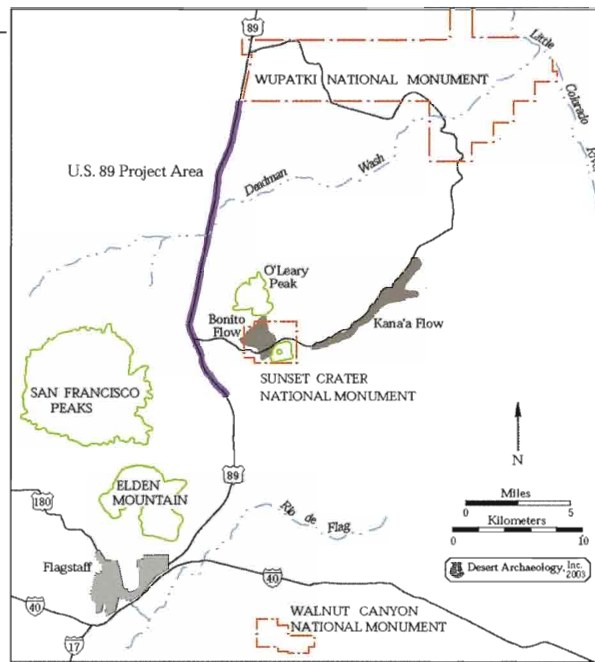 89
Little
Colorado
River
WUPATKI NATIONAL MONUMENT
U.S. 89 Project Area
Deadman
Wash
O'Leary
Peak
Bonito
Flow
Kana'a Flow
SUNSET CRATER
NATIONAL MONUMENT
SAN FRANCISCO
PEAKS
N
89
ELDEN
MOUNTAIN
180
Miles
0 5
Kilometers
0 10
Rio de Flag
Flagstaff
40
Desert Archaeology, Inc.
2003
40
WALNUT CANYON
NATIONAL MONUMENT
17